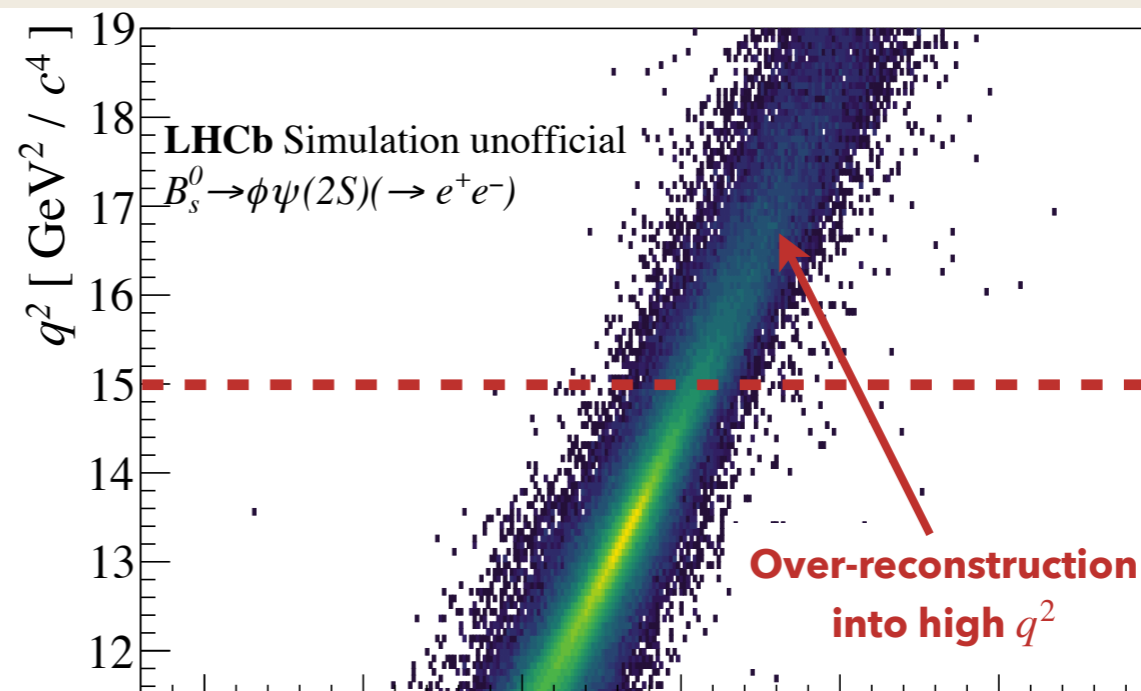 19
q² [ GeV² / c⁴ ]
18
LHCb Simulation unofficial
B⁰ₛ→ϕψ(2S)(→ e⁺e⁻)
17
16
15
14
13
Over-reconstruction
into high q²
12